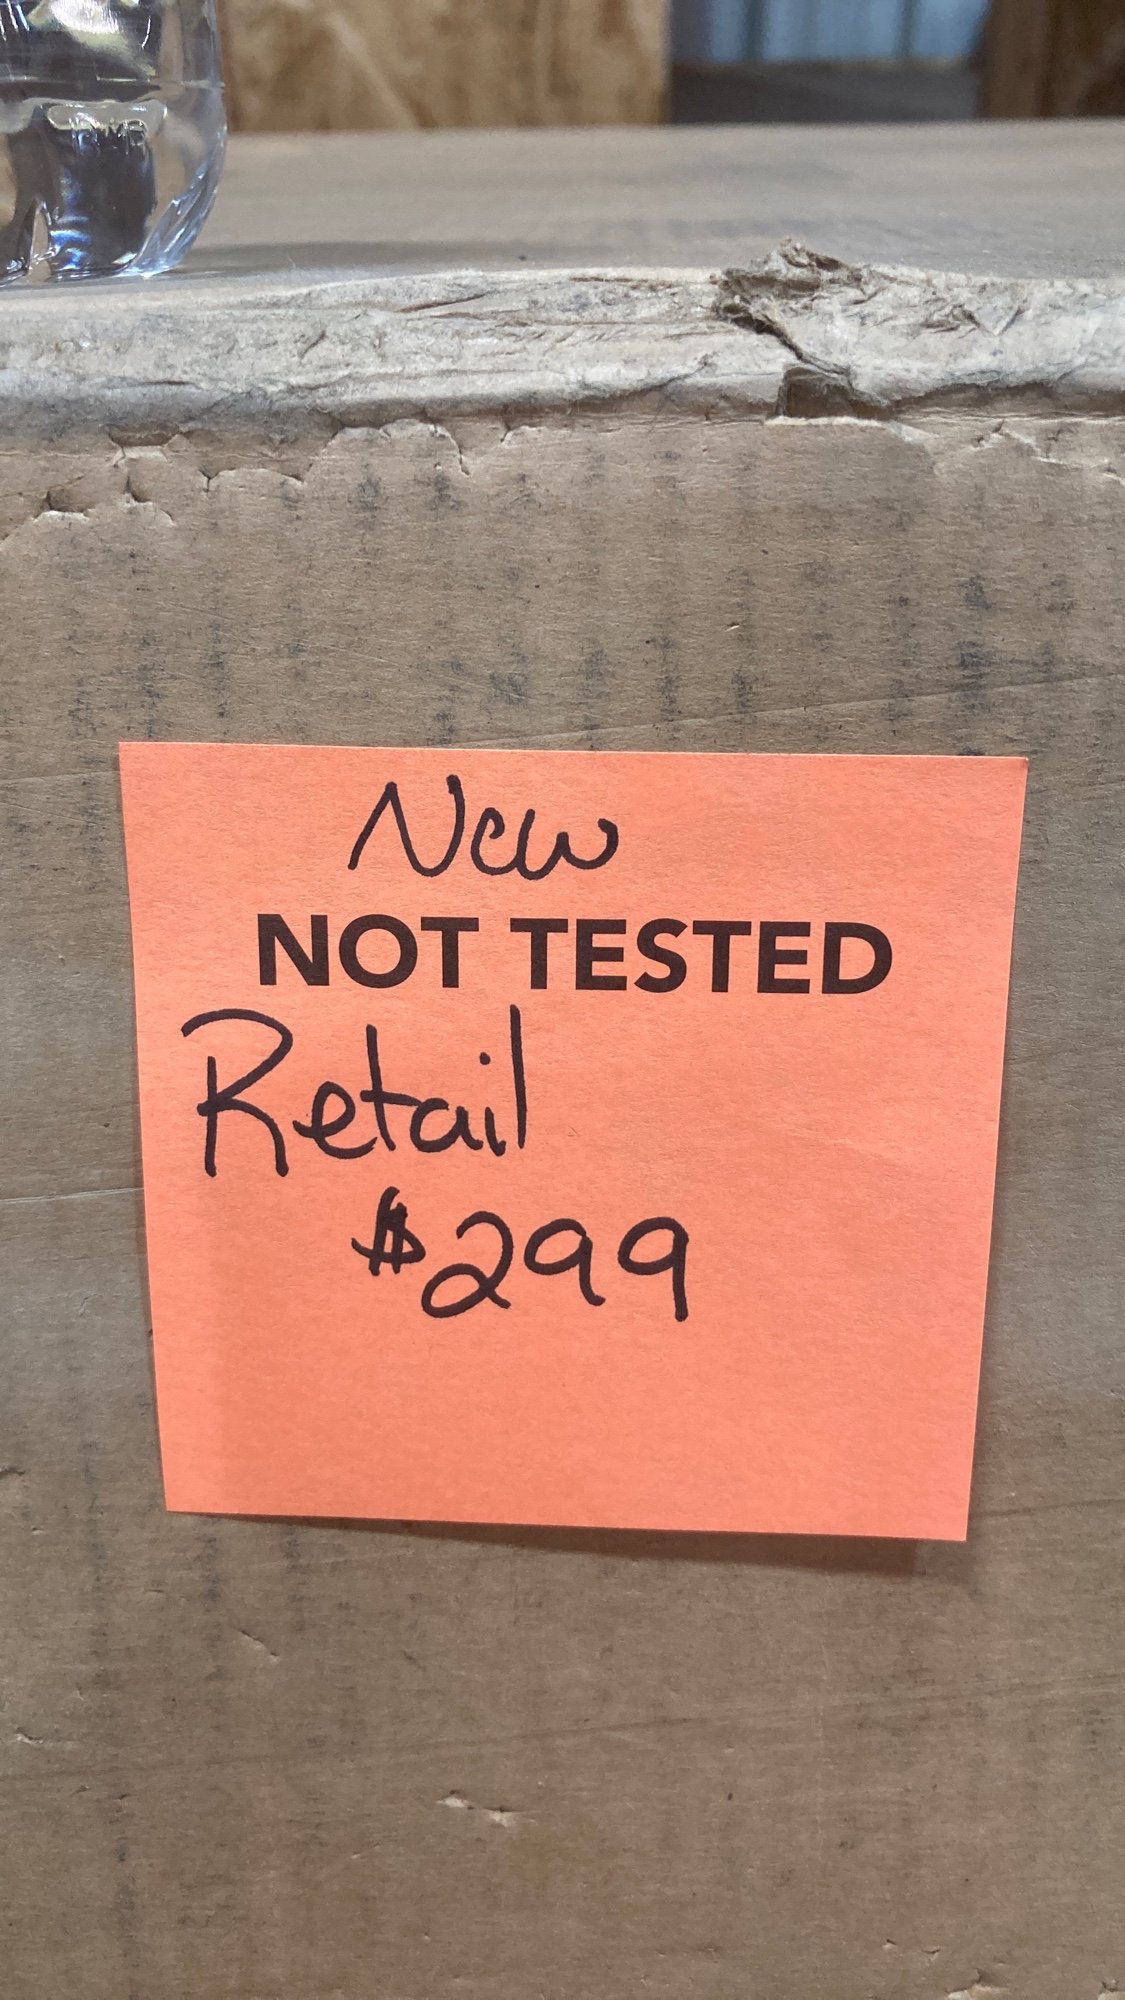 New
NOT TESTED
Retail
$299